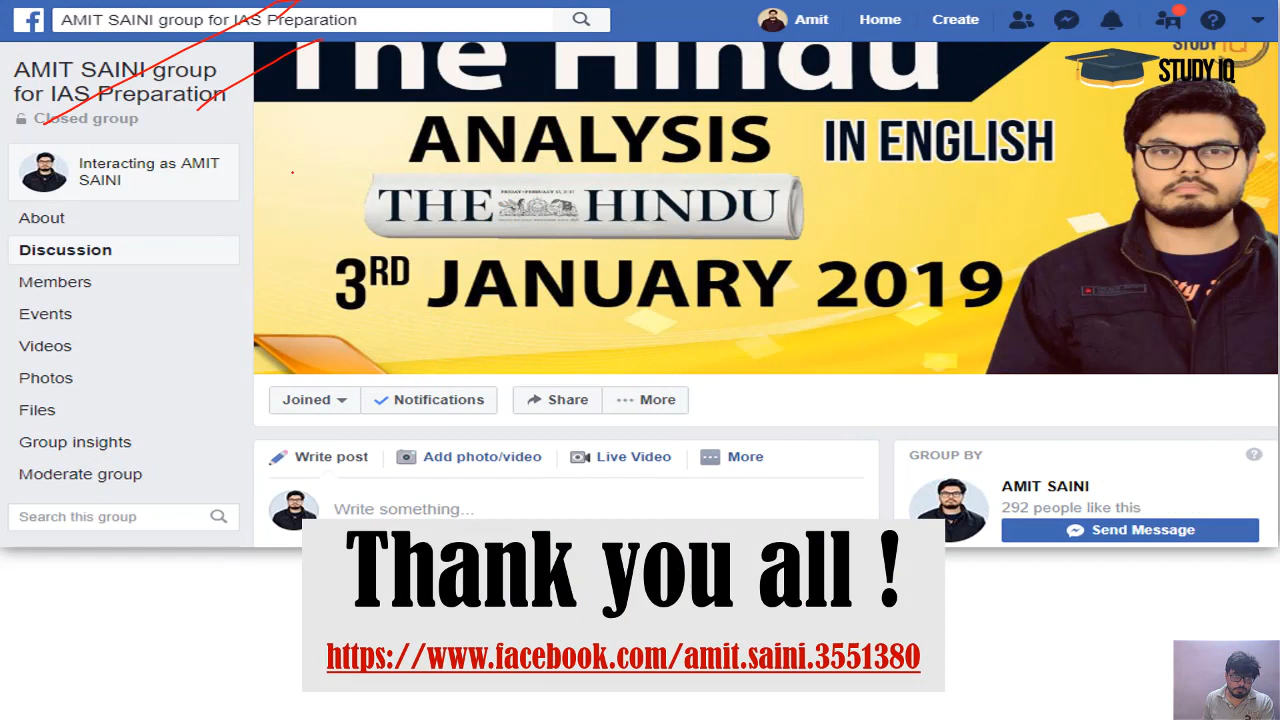 AMIT SAINI group for IAS Preparation
Amit
Home
Create
?
AMIT SAINI group
for IAS Preparation
Closed group
Interacting as AMIT
SAINI
About
Discussion
Members
Events
Videos
Photos
Files
Group insights
Moderate group
Search this group
The Hindu
STUDY IQ
STUDY IQ
ANALYSIS
IN ENGLISH
THE HINDU
3RD JANUARY 2019
Joined
Notifications
Share
More
Write post
Add photo/video
Live Video
More
Write something...
GROUP BY
?
AMIT SAINI
292 people like this
Send Message
Thank you all !
https://www.facebook.com/amit.saini.3551380